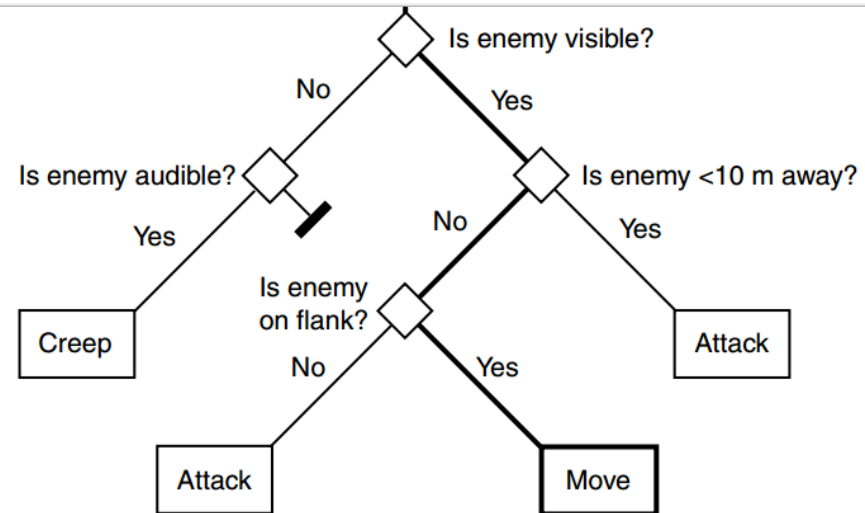 Is enemy visible?
No
Yes
Is enemy audible?
Is enemy <10 m away?
Yes
No
Yes
Is enemy
on flank?
Creep
Attack
No
Yes
Attack
Move